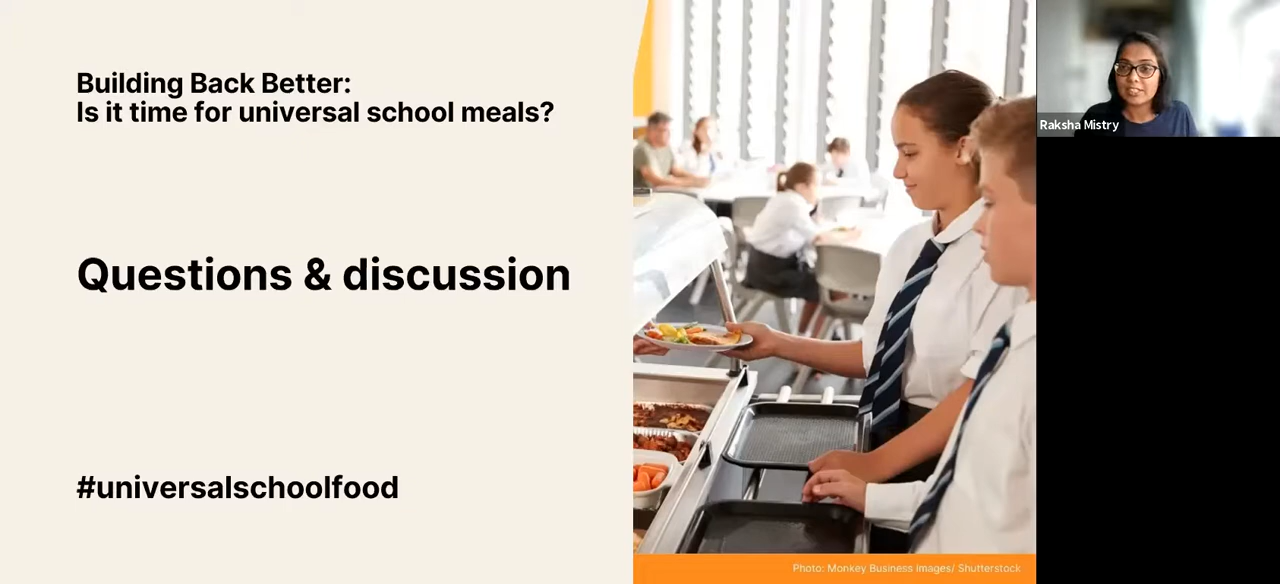 Building Back Better:
Is it time for universal school meals?
Questions & discussion
#universalschoolfood
Photo: Monkey Business Images/ Shutterstock
Raksha Mistry